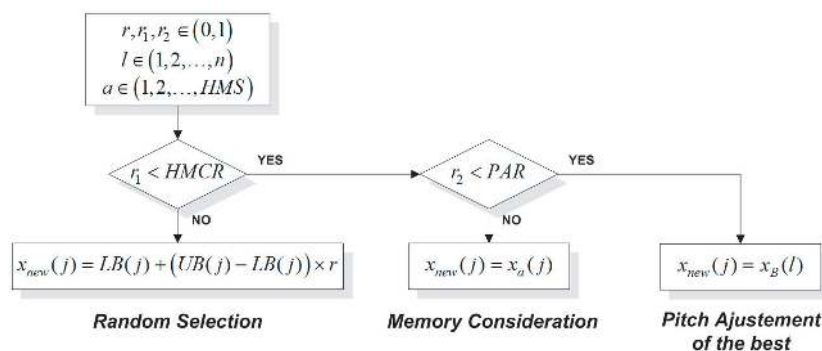 r, r₁, r₂ ∈ (0,1)
l ∈ (1,2,...,n)
a ∈ (1,2,...,HMS)
r₁ < HMCR
YES
r₂ < PAR
YES
NO
NO
x_new(j) = LB(j) + (UB(j) − LB(j)) × r
x_new(j) = x_a(j)
x_new(j) = x_B(l)
Random Selection
Memory Consideration
Pitch Ajustement
of the best